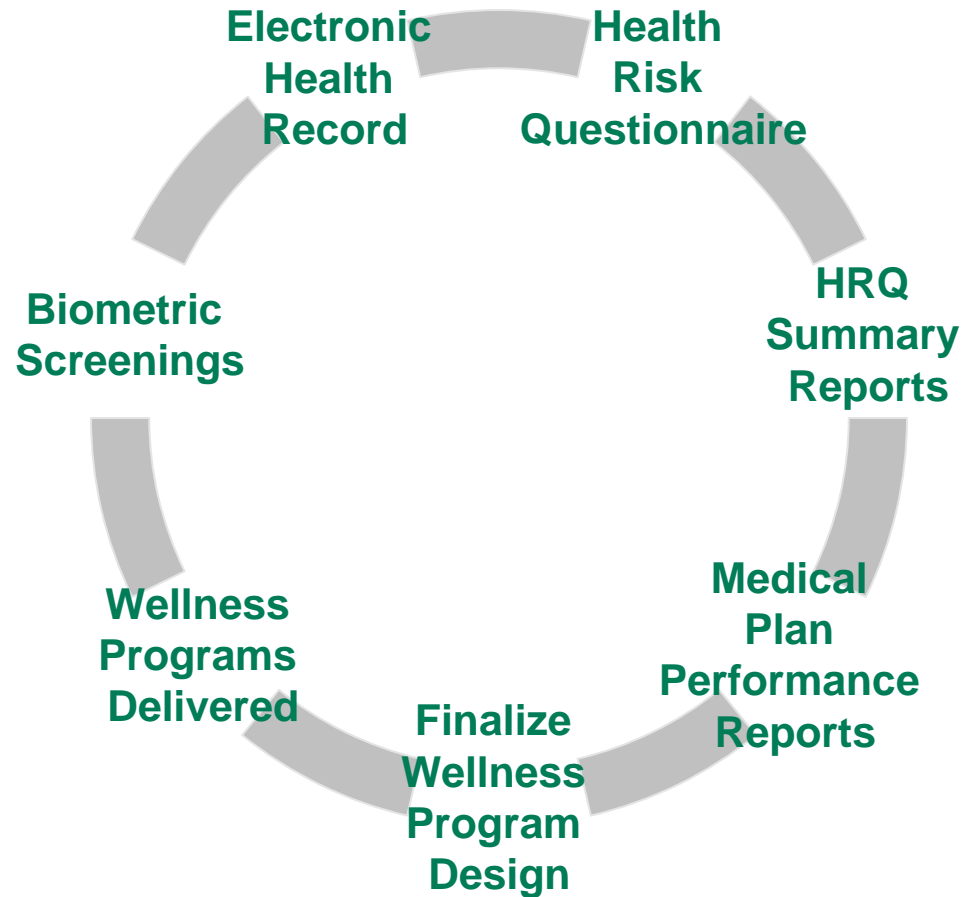 Electronic
Health
Record
Health
Risk
Questionnaire
HRQ
Summary
Reports
Medical
Plan
Performance
Reports
Finalize
Wellness
Program
Design
Wellness
Programs
Delivered
Biometric
Screenings